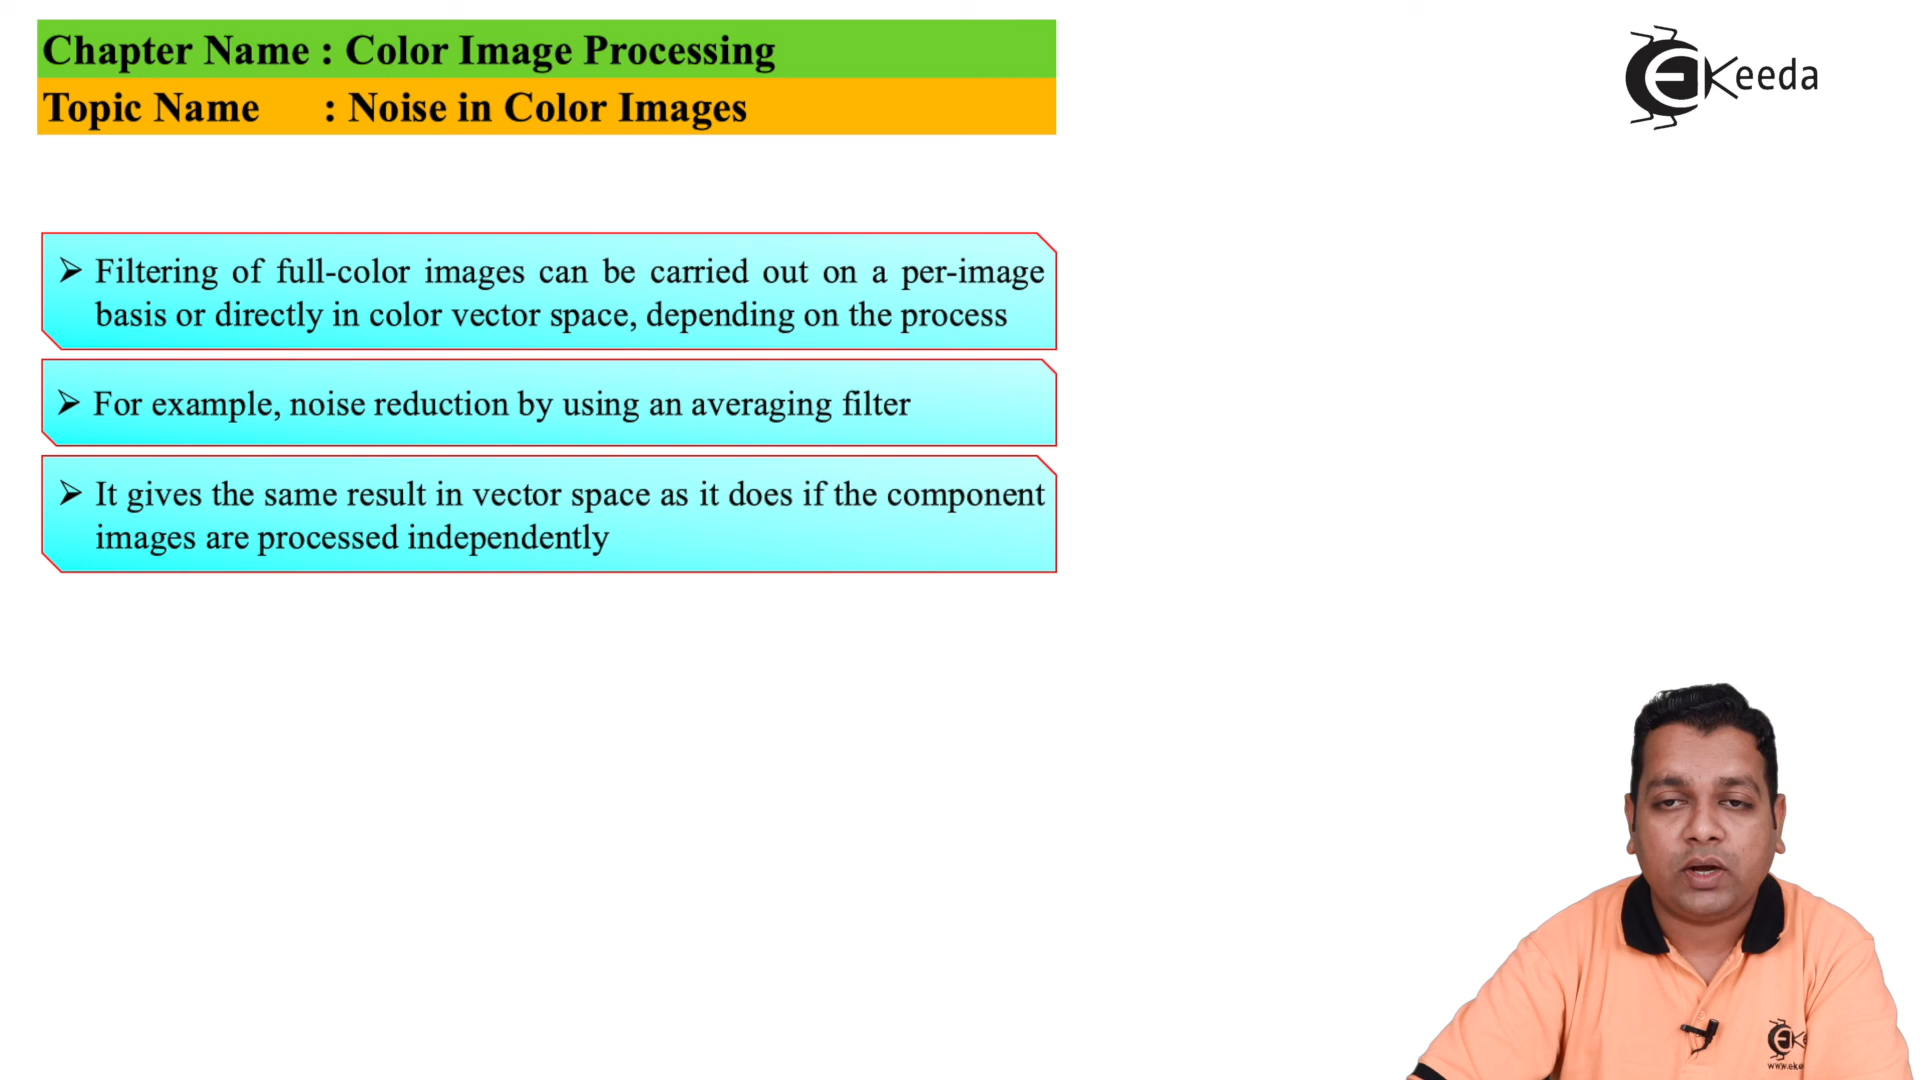 Chapter Name : Color Image Processing
Topic Name : Noise in Color Images
eKeeda
➢ Filtering of full-color images can be carried out on a per-image
basis or directly in color vector space, depending on the process
➢ For example, noise reduction by using an averaging filter
➢ It gives the same result in vector space as it does if the component
images are processed independently
www.eke